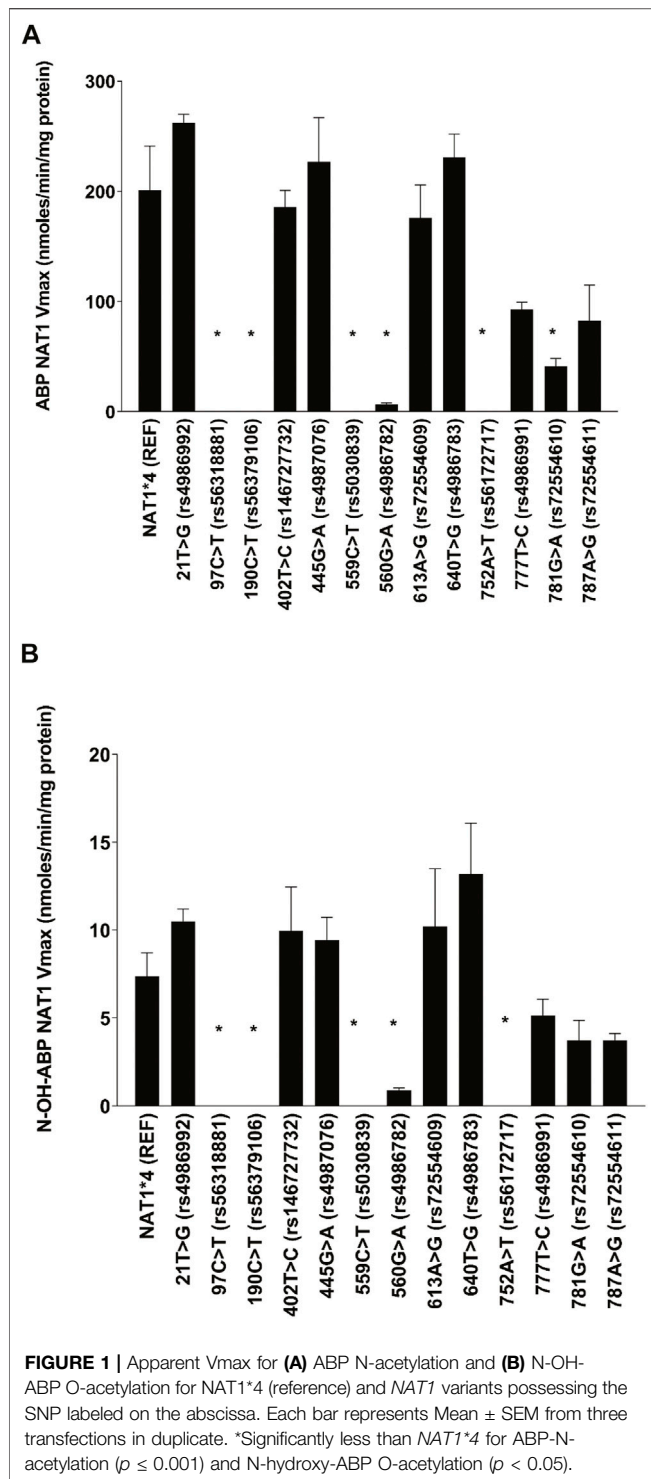 A
ABP NAT1 Vmax (nmoles/min/mg protein)
300
200
100
0
* * * * * *
NAT1*4 (REF)
21T>G (rs4986992)
97C>T (rs56318881)
190C>T (rs56379106)
402T>C (rs146727732)
445G>A (rs4987076)
559C>T (rs5030839)
560G>A (rs4986782)
613A>G (rs72554609)
640T>G (rs4986783)
752A>T (rs56172717)
777T>C (rs4986991)
781G>A (rs72554610)
787A>G (rs72554611)
B
N-OH-ABP NAT1 Vmax (nmoles/min/mg protein)
20
15
10
5
0
* * * * *
NAT1*4 (REF)
21T>G (rs4986992)
97C>T (rs56318881)
190C>T (rs56379106)
402T>C (rs146727732)
445G>A (rs4987076)
559C>T (rs5030839)
560G>A (rs4986782)
613A>G (rs72554609)
640T>G (rs4986783)
752A>T (rs56172717)
777T>C (rs4986991)
781G>A (rs72554610)
787A>G (rs72554611)
FIGURE 1 | Apparent Vmax for (A) ABP N-acetylation and (B) N-OH-
ABP O-acetylation for NAT1*4 (reference) and NAT1 variants possessing the
SNP labeled on the abscissa. Each bar represents Mean ± SEM from three
transfections in duplicate. *Significantly less than NAT1*4 for ABP-N-
acetylation (p ≤ 0.001) and N-hydroxy-ABP O-acetylation (p < 0.05).